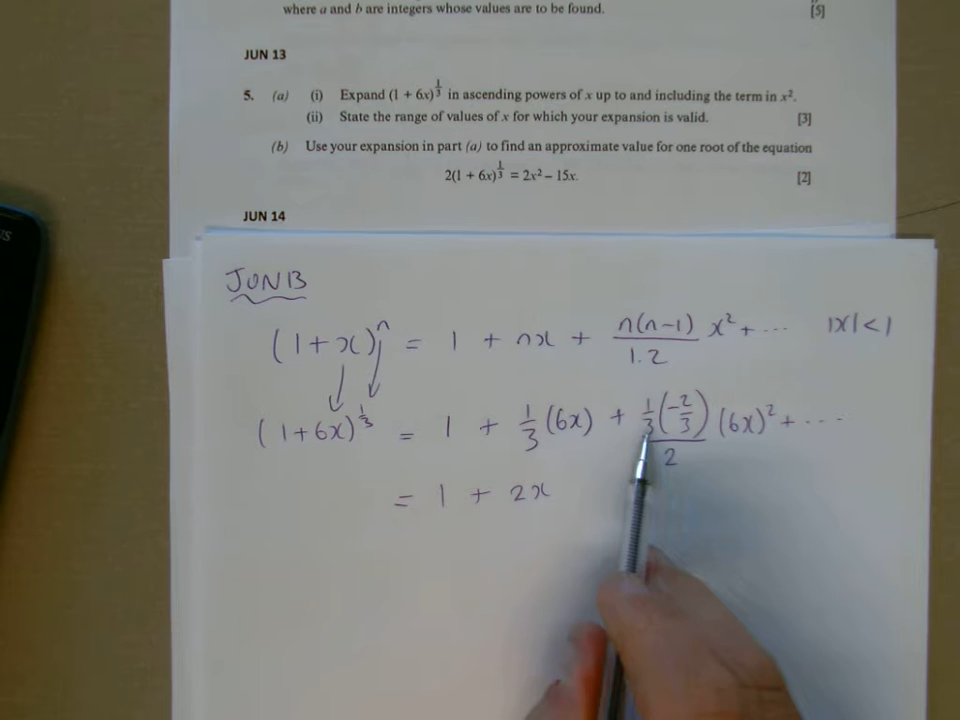 where a and b are integers whose values are to be found. [5]
JUN 13
5. (a) (i) Expand (1 + 6x)^{1/3} in ascending powers of x up to and including the term in x².
(ii) State the range of values of x for which your expansion is valid. [3]
(b) Use your expansion in part (a) to find an approximate value for one root of the equation
2(1 + 6x)^{1/3} = 2x² – 15x. [2]
JUN 14
JUN13
(1+x)^n = 1 + nx + n(n-1)/1.2 x² + ... |x| < 1
(1+6x)^{1/3} = 1 + 1/3 (6x) + 1/3(-2/3)/2 (6x)² + ...
= 1 + 2x